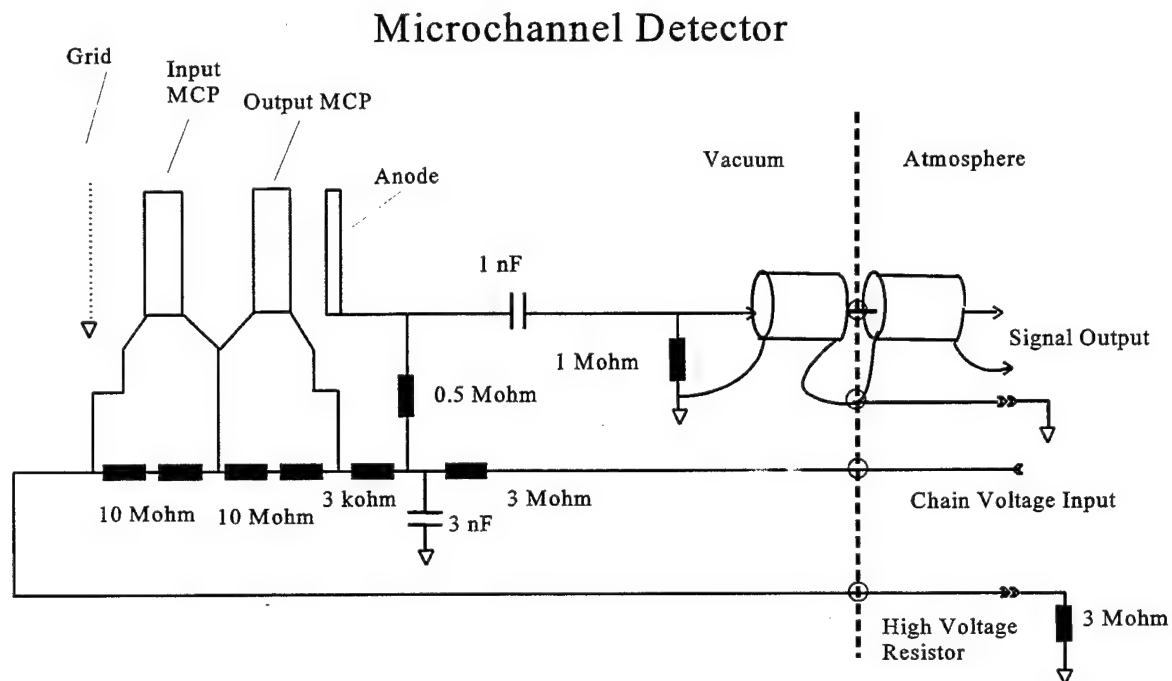 Microchannel Detector
Grid
Input
MCP
Output MCP
Anode
Vacuum
Atmosphere
1 nF
1 Mohm
Signal Output
0.5 Mohm
10 Mohm
10 Mohm
3 kohm
3 nF
3 Mohm
Chain Voltage Input
High Voltage
Resistor
3 Mohm